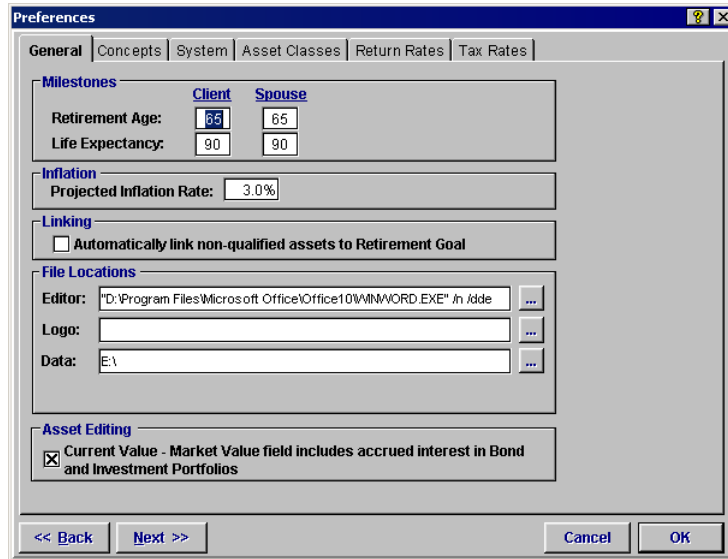 Preferences
General Concepts System Asset Classes Return Rates Tax Rates
Milestones
Client Spouse
Retirement Age: 65 65
Life Expectancy: 90 90
Inflation
Projected Inflation Rate: 3.0%
Linking
Automatically link non-qualified assets to Retirement Goal
File Locations
Editor: "D:\Program Files\Microsoft Office\Office10\WINWORD.EXE" /n /dde ...
Logo: ...
Data: E:\ ...
Asset Editing
Current Value - Market Value field includes accrued interest in Bond
and Investment Portfolios
<< Back Next >> Cancel OK